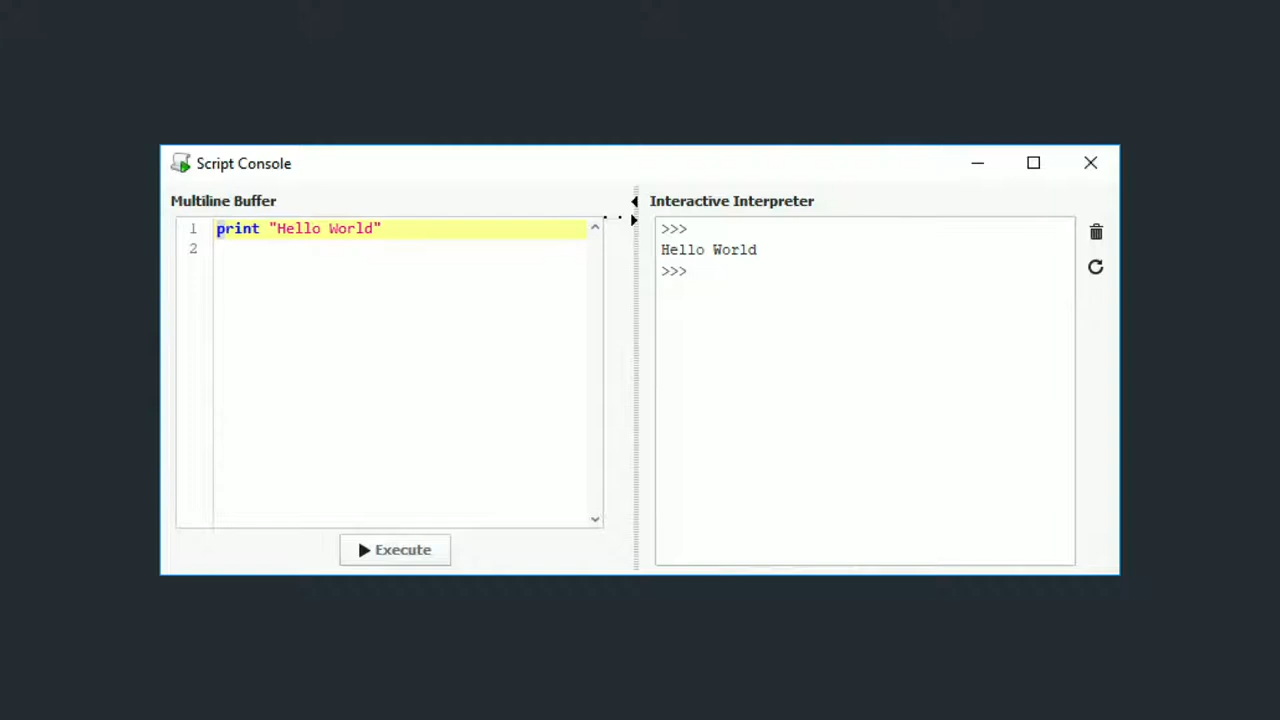 Script Console
Multiline Buffer
1 print "Hello World"
2
Execute
Interactive Interpreter
>>>
Hello World
>>>